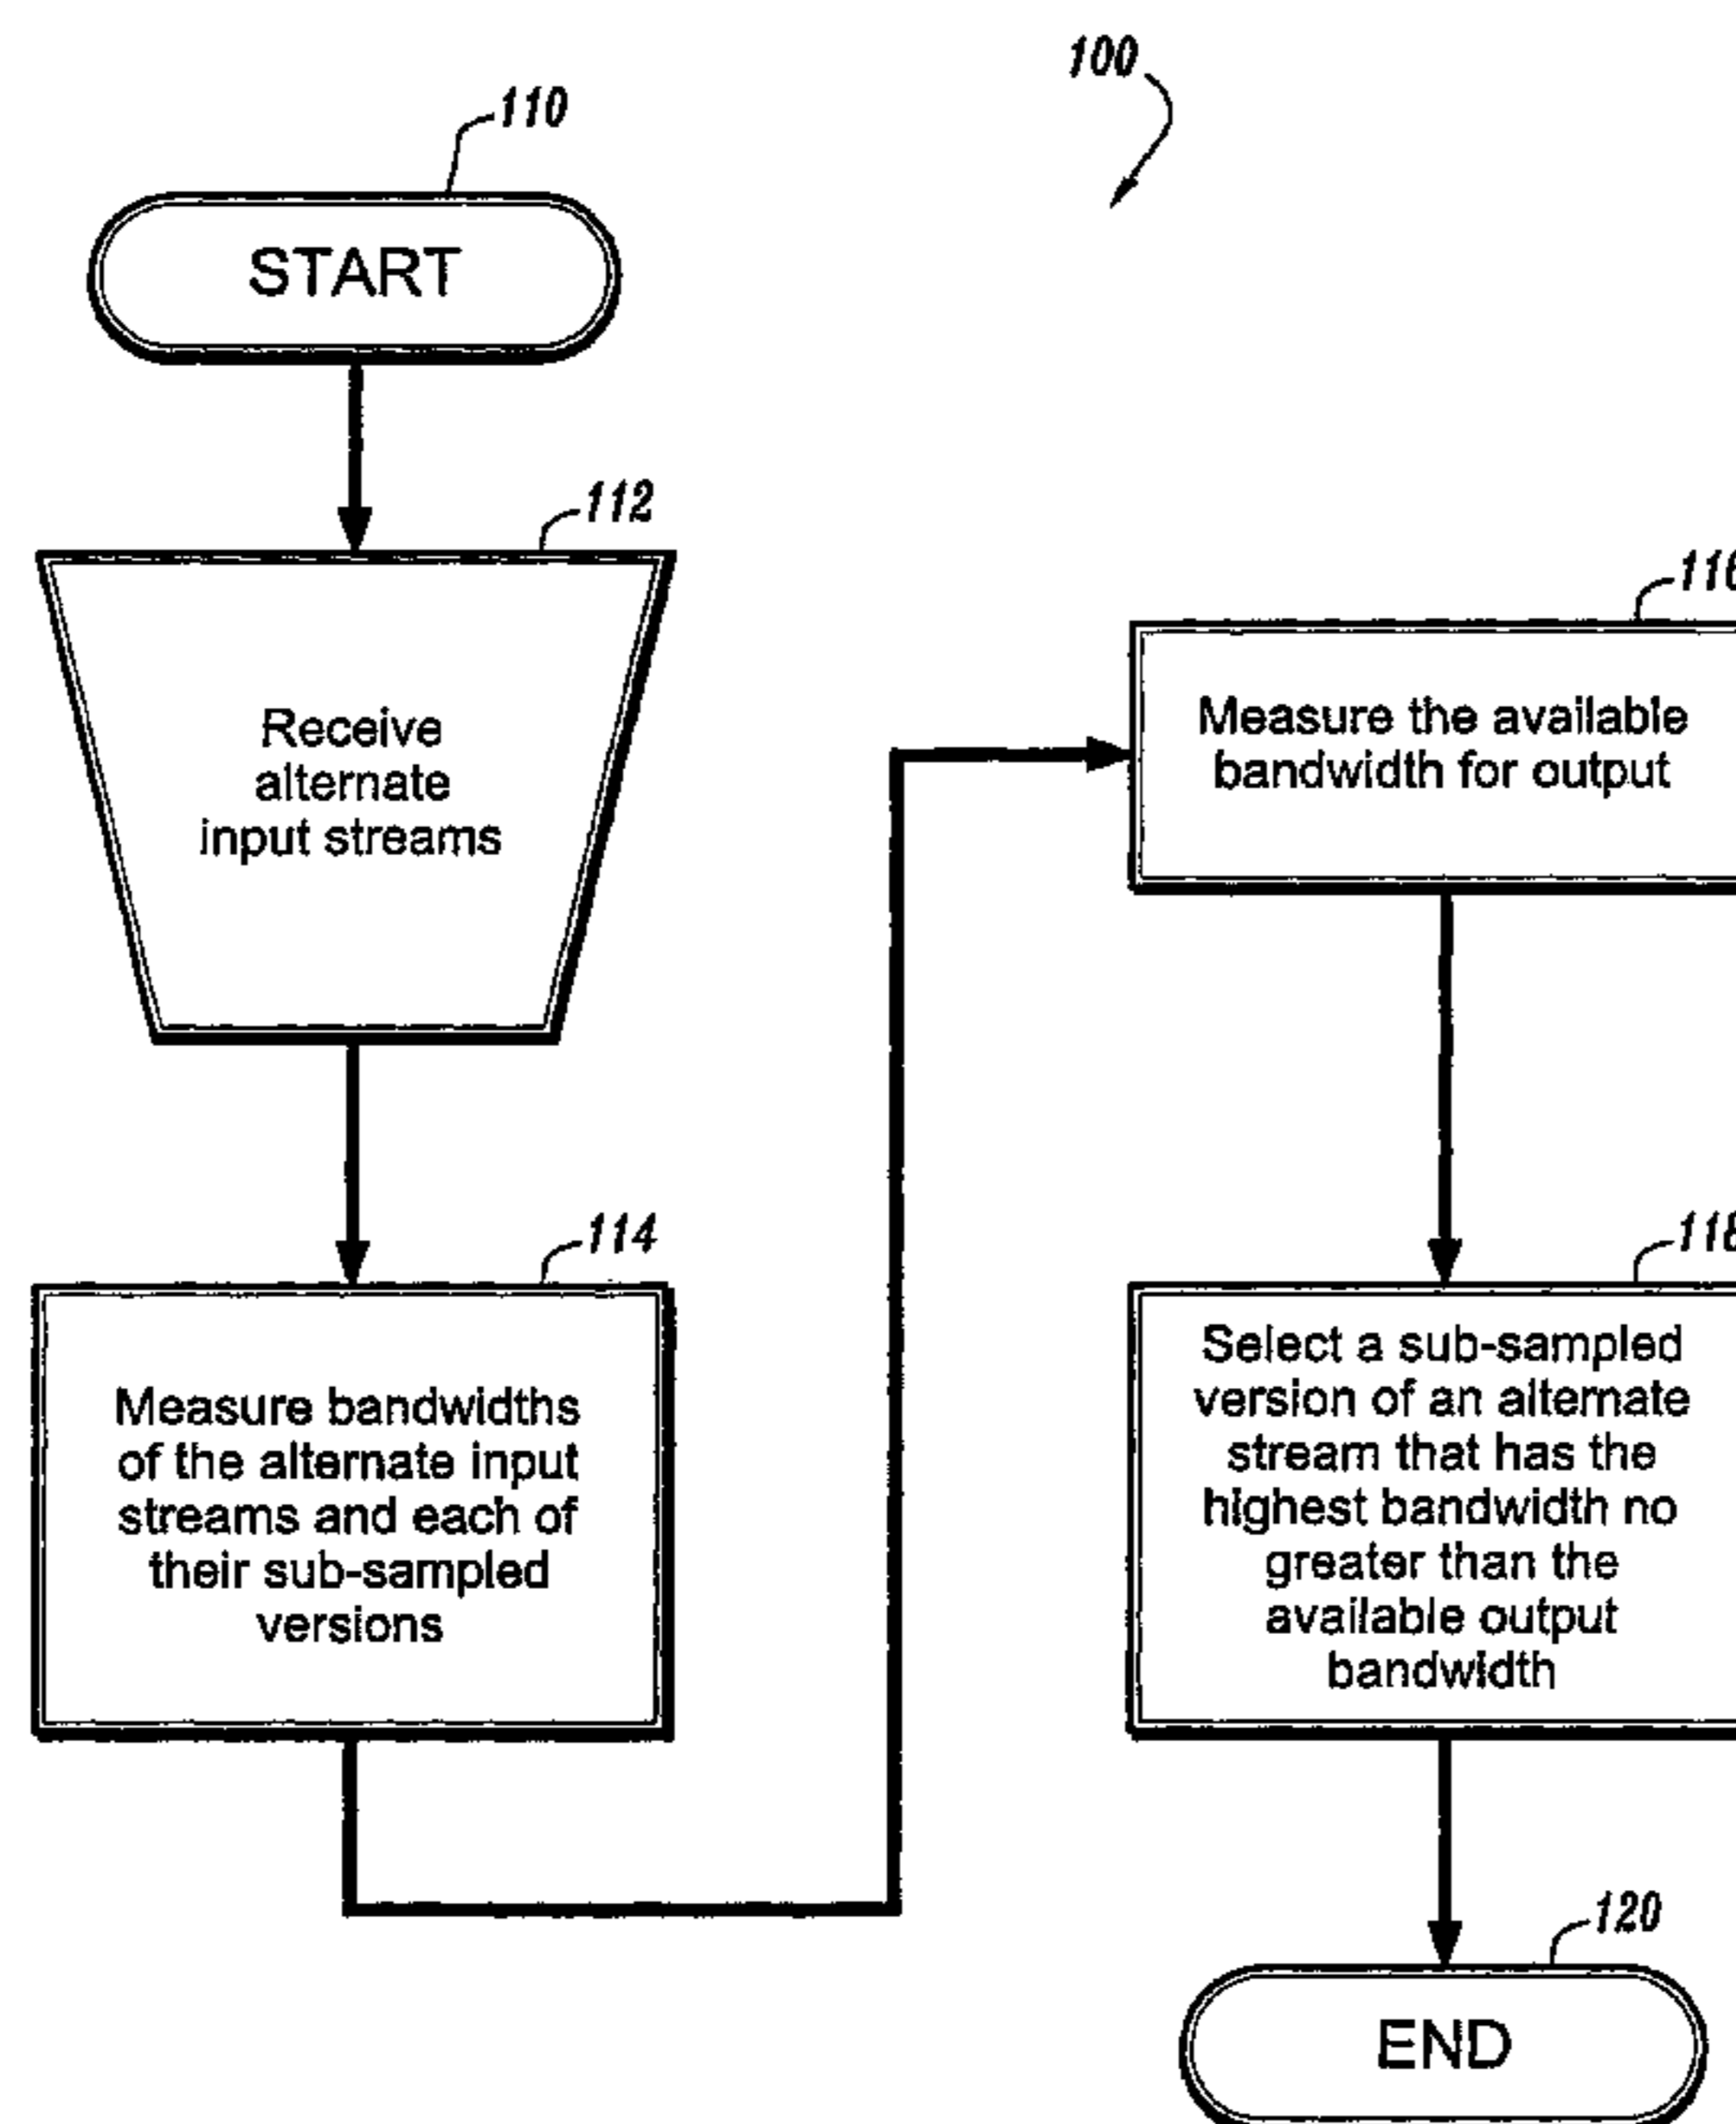 100
110
START
112
Receive
alternate
input streams
114
Measure bandwidths
of the alternate input
streams and each of
their sub-sampled
versions
116
Measure the available
bandwidth for output
118
Select a sub-sampled
version of an alternate
stream that has the
highest bandwidth no
greater than the
available output
bandwidth
120
END